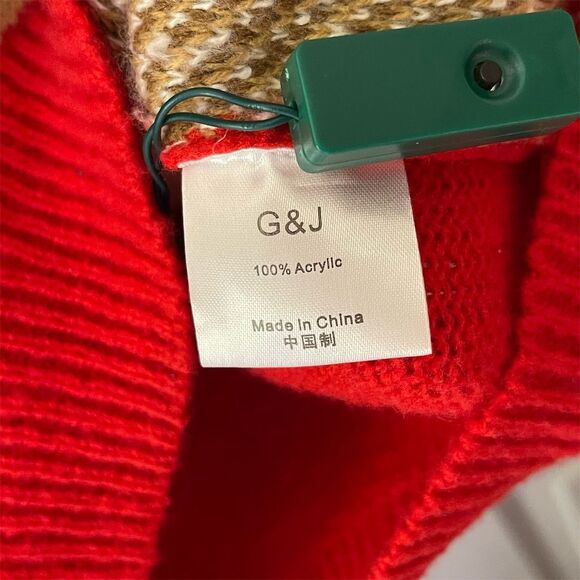 G&J
100% Acrylic
Made in China
中国制